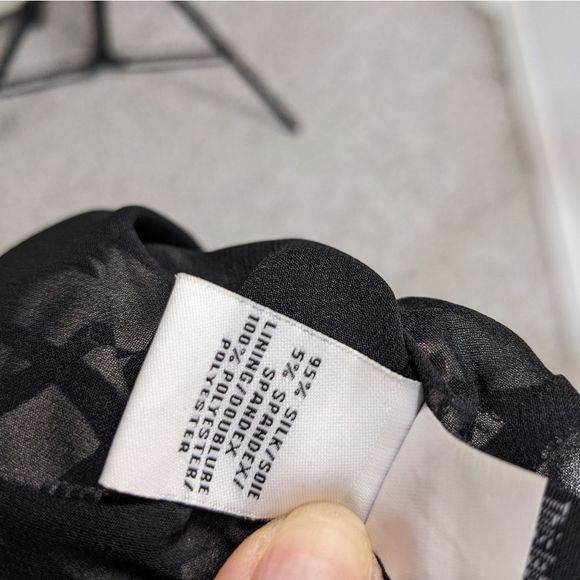 95% SILK/SOIE
5% SPANDEX/
SPANDEX
LINING/DOUBLURE
100% POLYESTER/
POLYESTER